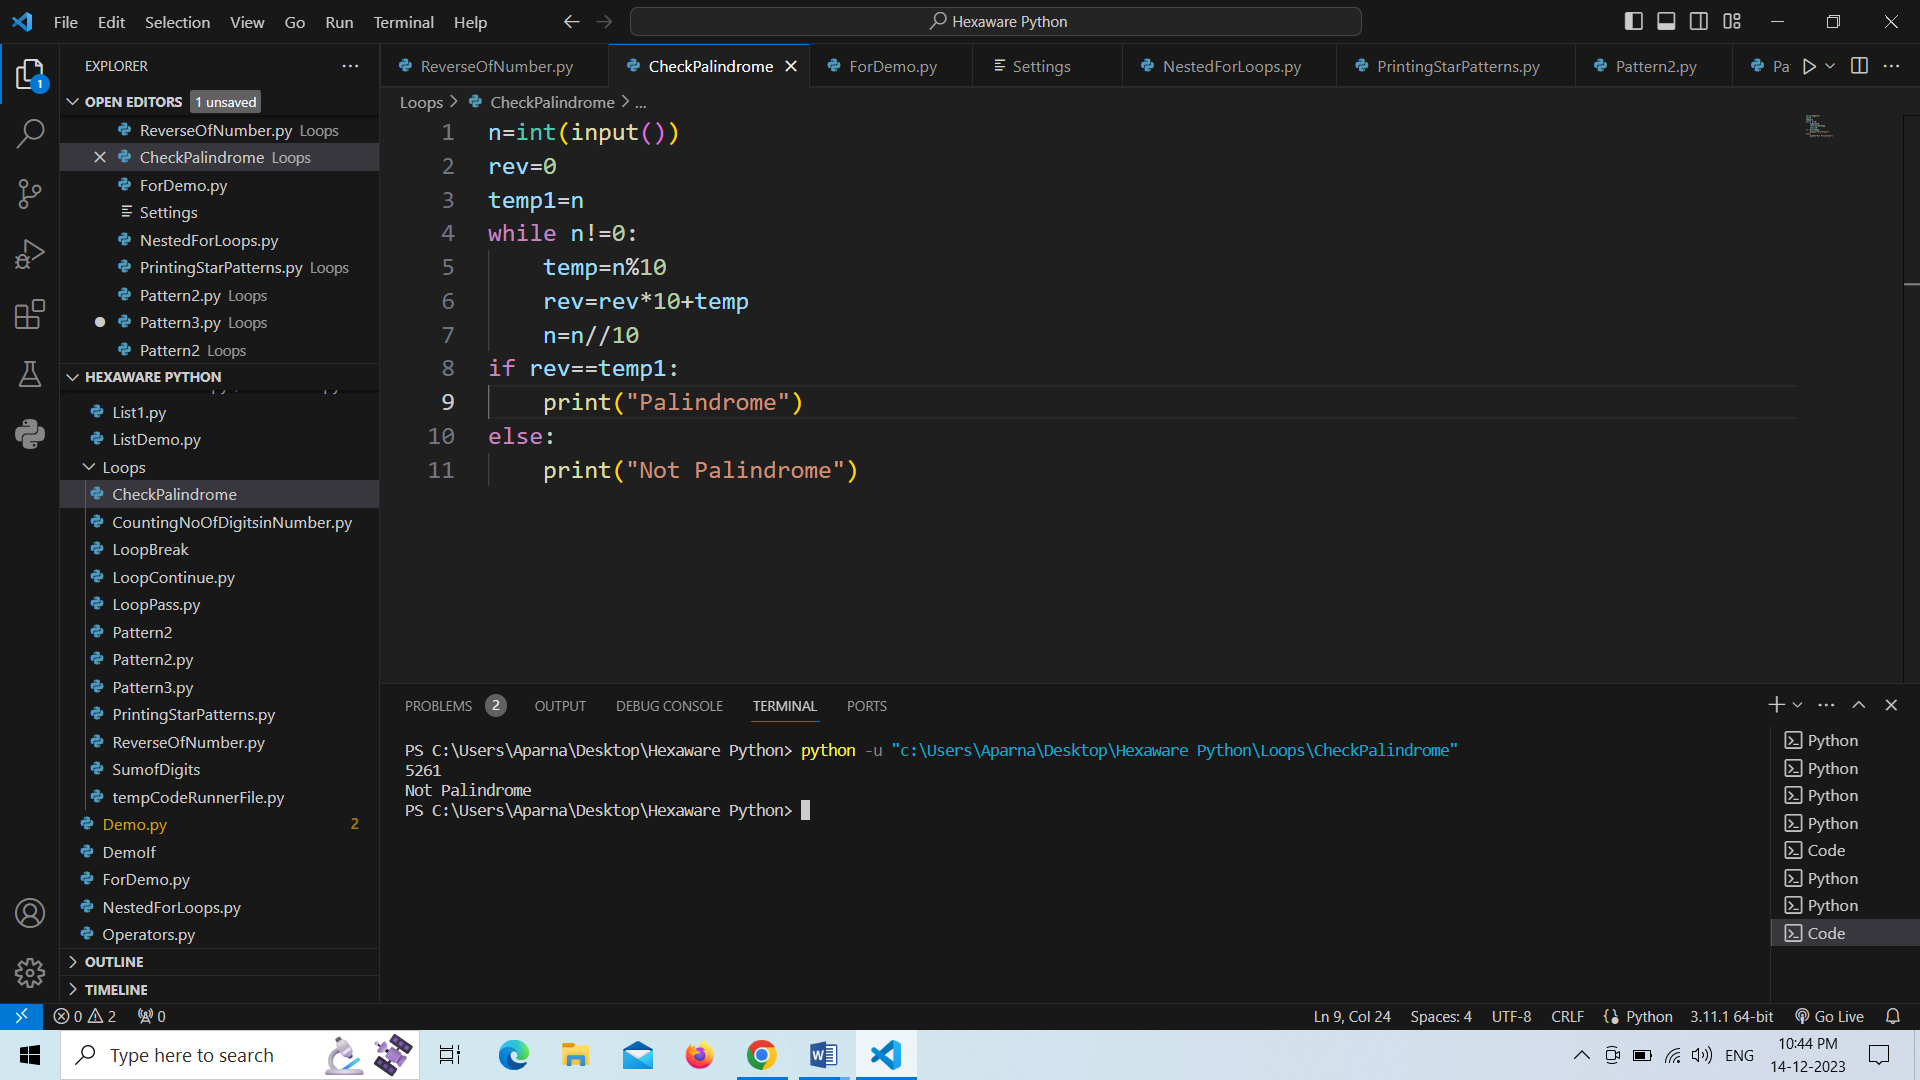 File Edit Selection View Go Run Terminal Help
Hexaware Python
EXPLORER
OPEN EDITORS 1 unsaved
ReverseOfNumber.py Loops
CheckPalindrome Loops
ForDemo.py
Settings
NestedForLoops.py
PrintingStarPatterns.py Loops
Pattern2.py Loops
Pattern3.py Loops
Pattern2 Loops
HEXAWARE PYTHON
List1.py
ListDemo.py
Loops
CheckPalindrome
CountingNoOfDigitsinNumber.py
LoopBreak
LoopContinue.py
LoopPass.py
Pattern2
Pattern2.py
Pattern3.py
PrintingStarPatterns.py
ReverseOfNumber.py
SumofDigits
tempCodeRunnerFile.py
Demo.py 2
DemoIf
ForDemo.py
NestedForLoops.py
Operators.py
OUTLINE
TIMELINE
ReverseOfNumber.py CheckPalindrome ForDemo.py Settings NestedForLoops.py PrintingStarPatterns.py Pattern2.py Pa
Loops > CheckPalindrome > ...
1 n=int(input())
2 rev=0
3 temp1=n
4 while n!=0:
5 temp=n%10
6 rev=rev*10+temp
7 n=n//10
8 if rev==temp1:
9 print("Palindrome")
10 else:
11 print("Not Palindrome")
PROBLEMS 2 OUTPUT DEBUG CONSOLE TERMINAL PORTS
PS C:\Users\Aparna\Desktop\Hexaware Python> python -u "c:\Users\Aparna\Desktop\Hexaware Python\Loops\CheckPalindrome"
5261
Not Palindrome
PS C:\Users\Aparna\Desktop\Hexaware Python>
Python
Python
Python
Python
Code
Python
Python
Code
1
0 2 0
Ln 9, Col 24 Spaces: 4 UTF-8 CRLF Python 3.11.1 64-bit Go Live
Type here to search
ENG
10:44 PM
14-12-2023